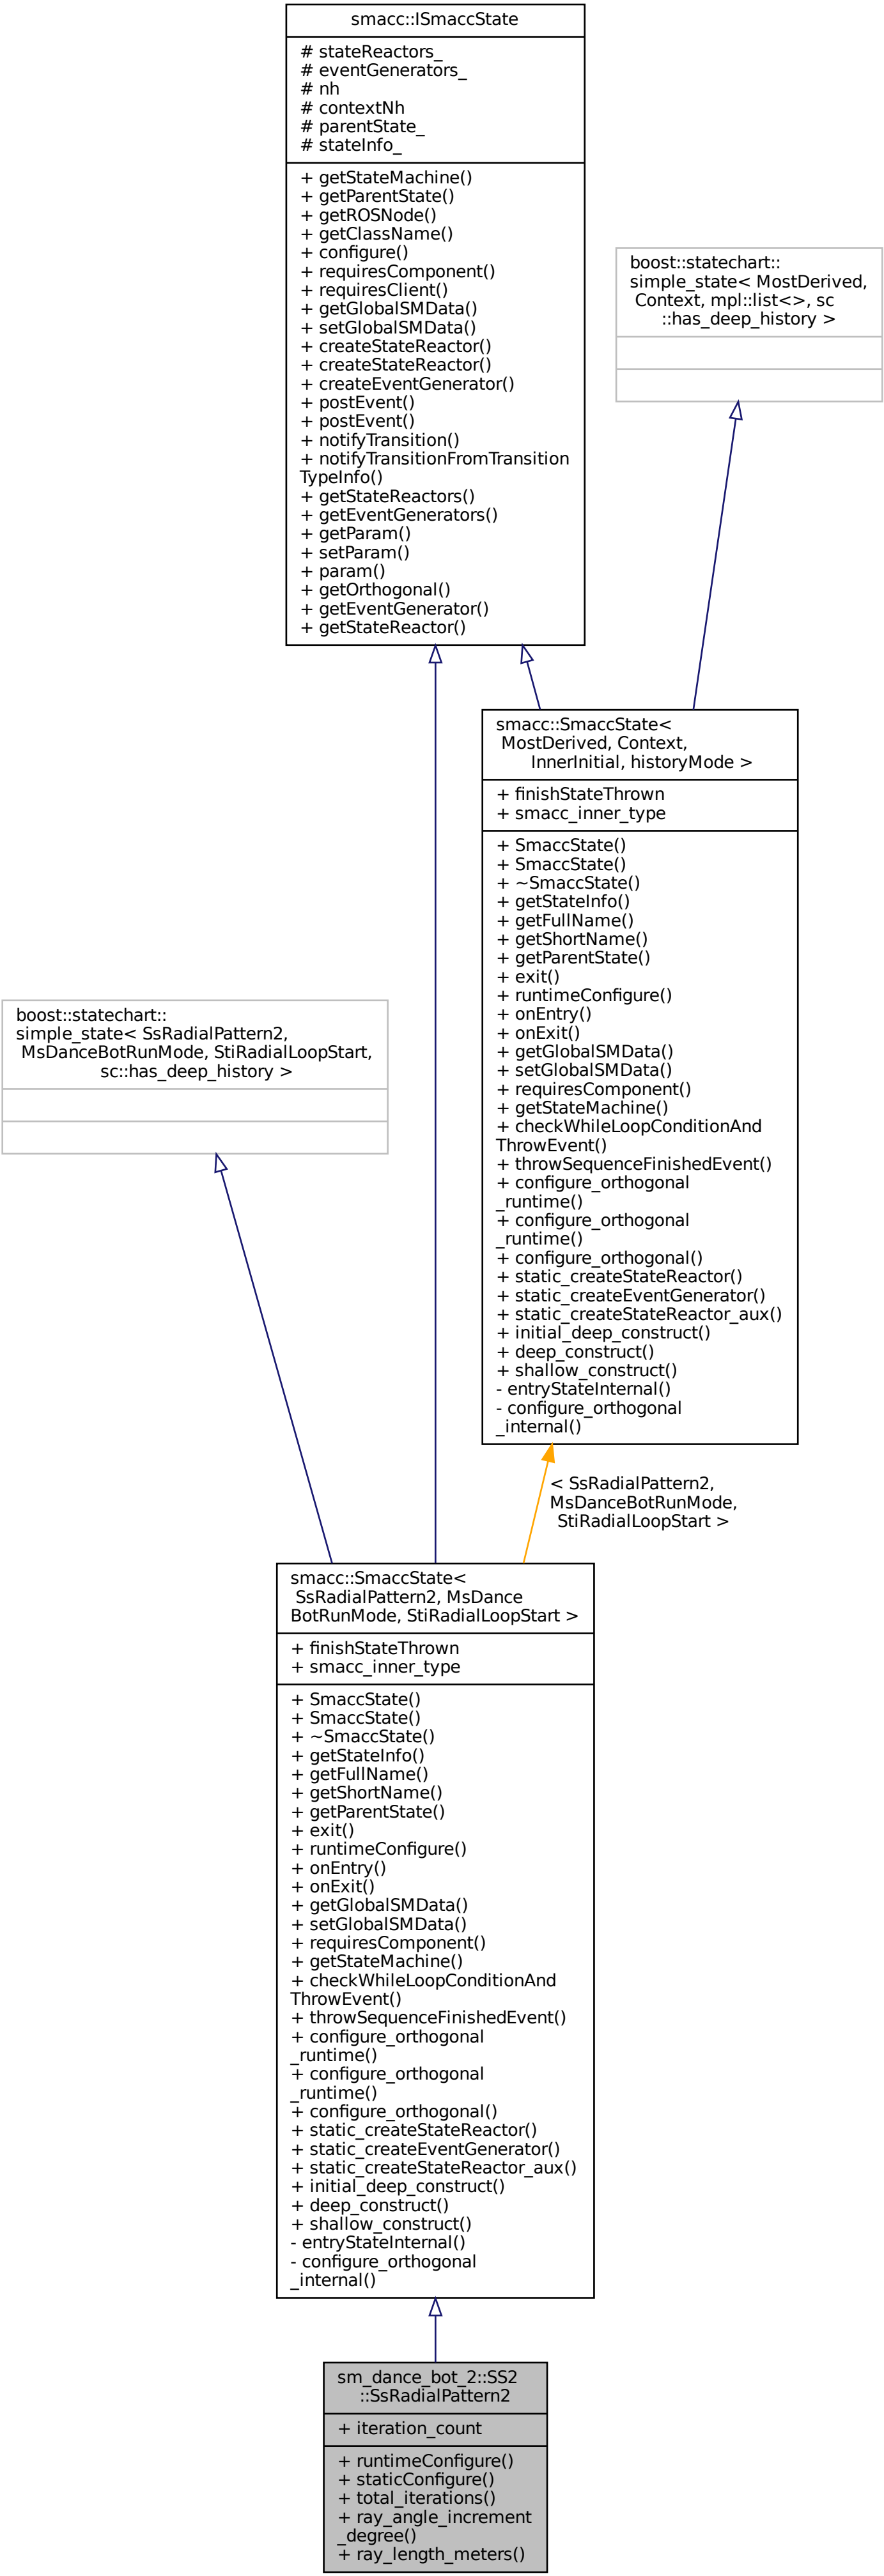 smacc::ISmaccState
# stateReactors_
# eventGenerators_
# nh
# contextNh
# parentState_
# stateInfo_
+ getStateMachine()
+ getParentState()
+ getROSNode()
+ getClassName()
+ configure()
+ requiresComponent()
+ requiresClient()
+ getGlobalSMData()
+ setGlobalSMData()
+ createStateReactor()
+ createStateReactor()
+ createEventGenerator()
+ postEvent()
+ postEvent()
+ notifyTransition()
+ notifyTransitionFromTransition
TypeInfo()
+ getStateReactors()
+ getEventGenerators()
+ getParam()
+ setParam()
+ param()
+ getOrthogonal()
+ getEventGenerator()
+ getStateReactor()
boost::statechart::
simple_state< MostDerived,
Context, mpl::list<>, sc
::has_deep_history >
smacc::SmaccState<
MostDerived, Context,
InnerInitial, historyMode >
+ finishStateThrown
+ smacc_inner_type
+ SmaccState()
+ SmaccState()
+ ~SmaccState()
+ getStateInfo()
+ getFullName()
+ getShortName()
+ getParentState()
+ exit()
+ runtimeConfigure()
+ onEntry()
+ onExit()
+ getGlobalSMData()
+ setGlobalSMData()
+ requiresComponent()
+ getStateMachine()
+ checkWhileLoopConditionAnd
ThrowEvent()
+ throwSequenceFinishedEvent()
+ configure_orthogonal
_runtime()
+ configure_orthogonal
_runtime()
+ configure_orthogonal()
+ static_createStateReactor()
+ static_createEventGenerator()
+ static_createStateReactor_aux()
+ initial_deep_construct()
+ deep_construct()
+ shallow_construct()
- entryStateInternal()
- configure_orthogonal
_internal()
boost::statechart::
simple_state< SsRadialPattern2,
MsDanceBotRunMode, StiRadialLoopStart,
sc::has_deep_history >
< SsRadialPattern2,
MsDanceBotRunMode,
StiRadialLoopStart >
smacc::SmaccState<
SsRadialPattern2, MsDance
BotRunMode, StiRadialLoopStart >
+ finishStateThrown
+ smacc_inner_type
+ SmaccState()
+ SmaccState()
+ ~SmaccState()
+ getStateInfo()
+ getFullName()
+ getShortName()
+ getParentState()
+ exit()
+ runtimeConfigure()
+ onEntry()
+ onExit()
+ getGlobalSMData()
+ setGlobalSMData()
+ requiresComponent()
+ getStateMachine()
+ checkWhileLoopConditionAnd
ThrowEvent()
+ throwSequenceFinishedEvent()
+ configure_orthogonal
_runtime()
+ configure_orthogonal
_runtime()
+ configure_orthogonal()
+ static_createStateReactor()
+ static_createEventGenerator()
+ static_createStateReactor_aux()
+ initial_deep_construct()
+ deep_construct()
+ shallow_construct()
- entryStateInternal()
- configure_orthogonal
_internal()
sm_dance_bot_2::SS2
::SsRadialPattern2
+ iteration_count
+ runtimeConfigure()
+ staticConfigure()
+ total_iterations()
+ ray_angle_increment
_degree()
+ ray_length_meters()